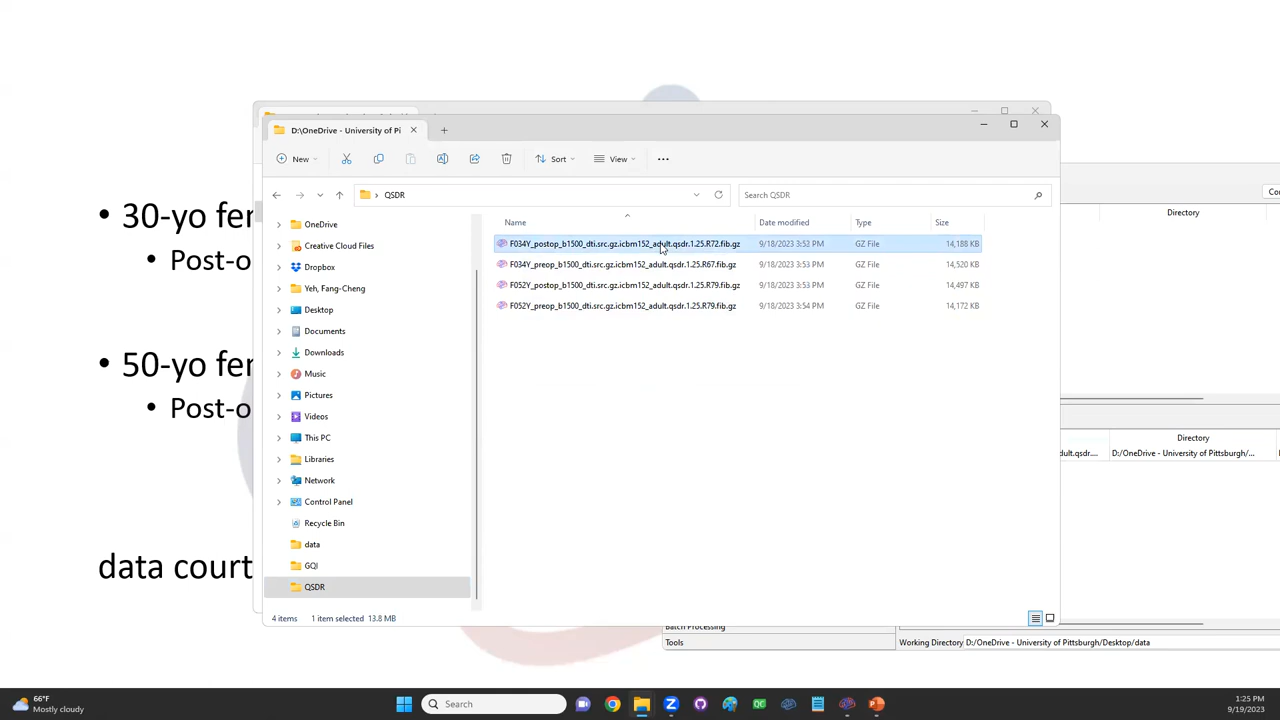 D:\OneDrive - University of Pi
New
Sort
View
QSDR
Search QSDR
Name
Date modified
Type
Size
OneDrive
Creative Cloud Files
Dropbox
Yeh, Fang-Cheng
Desktop
Documents
Downloads
Music
Pictures
Videos
This PC
Libraries
Network
Control Panel
Recycle Bin
data
GQI
QSDR
F034Y_postop_b1500_dti.src.gz.icbm152_adult.qsdr.1.25.R72.fib.gz 9/18/2023 3:52 PM GZ File 14,188 KB
F034Y_preop_b1500_dti.src.gz.icbm152_adult.qsdr.1.25.R67.fib.gz 9/18/2023 3:53 PM GZ File 14,520 KB
F052Y_postop_b1500_dti.src.gz.icbm152_adult.qsdr.1.25.R79.fib.gz 9/18/2023 3:53 PM GZ File 14,497 KB
F052Y_preop_b1500_dti.src.gz.icbm152_adult.qsdr.1.25.R79.fib.gz 9/18/2023 3:54 PM GZ File 14,172 KB
4 items 1 item selected 13.8 MB
• 30-yo fer
• Post-o
• 50-yo fer
• Post-o
data court
Co
Directory
Directory
dult.qsdr.... D:/OneDrive - University of Pittsburgh/...
Batch Processing
Tools
Working Directory D:/OneDrive - University of Pittsburgh/Desktop/data
66°F
Mostly cloudy
Search
1:25 PM
9/19/2023